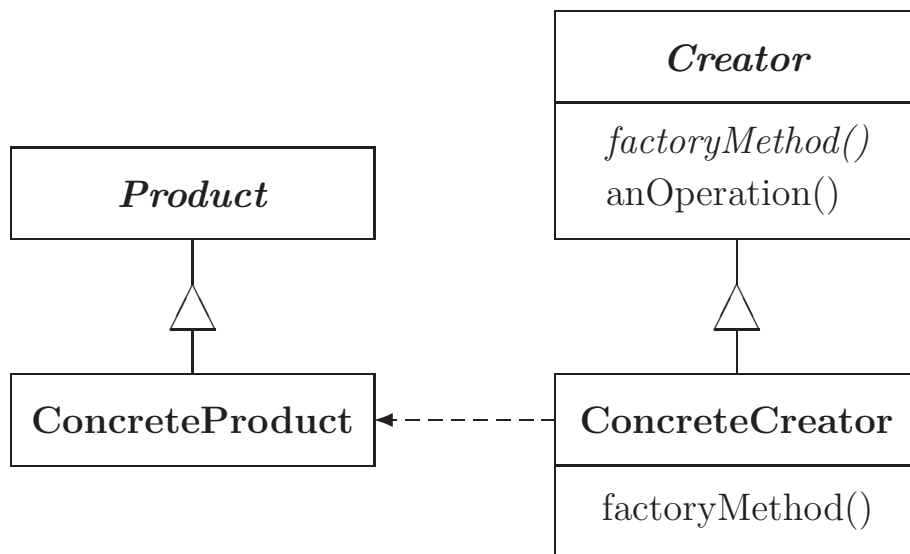 Creator
factoryMethod()
anOperation()
Product
ConcreteProduct
ConcreteCreator
factoryMethod()